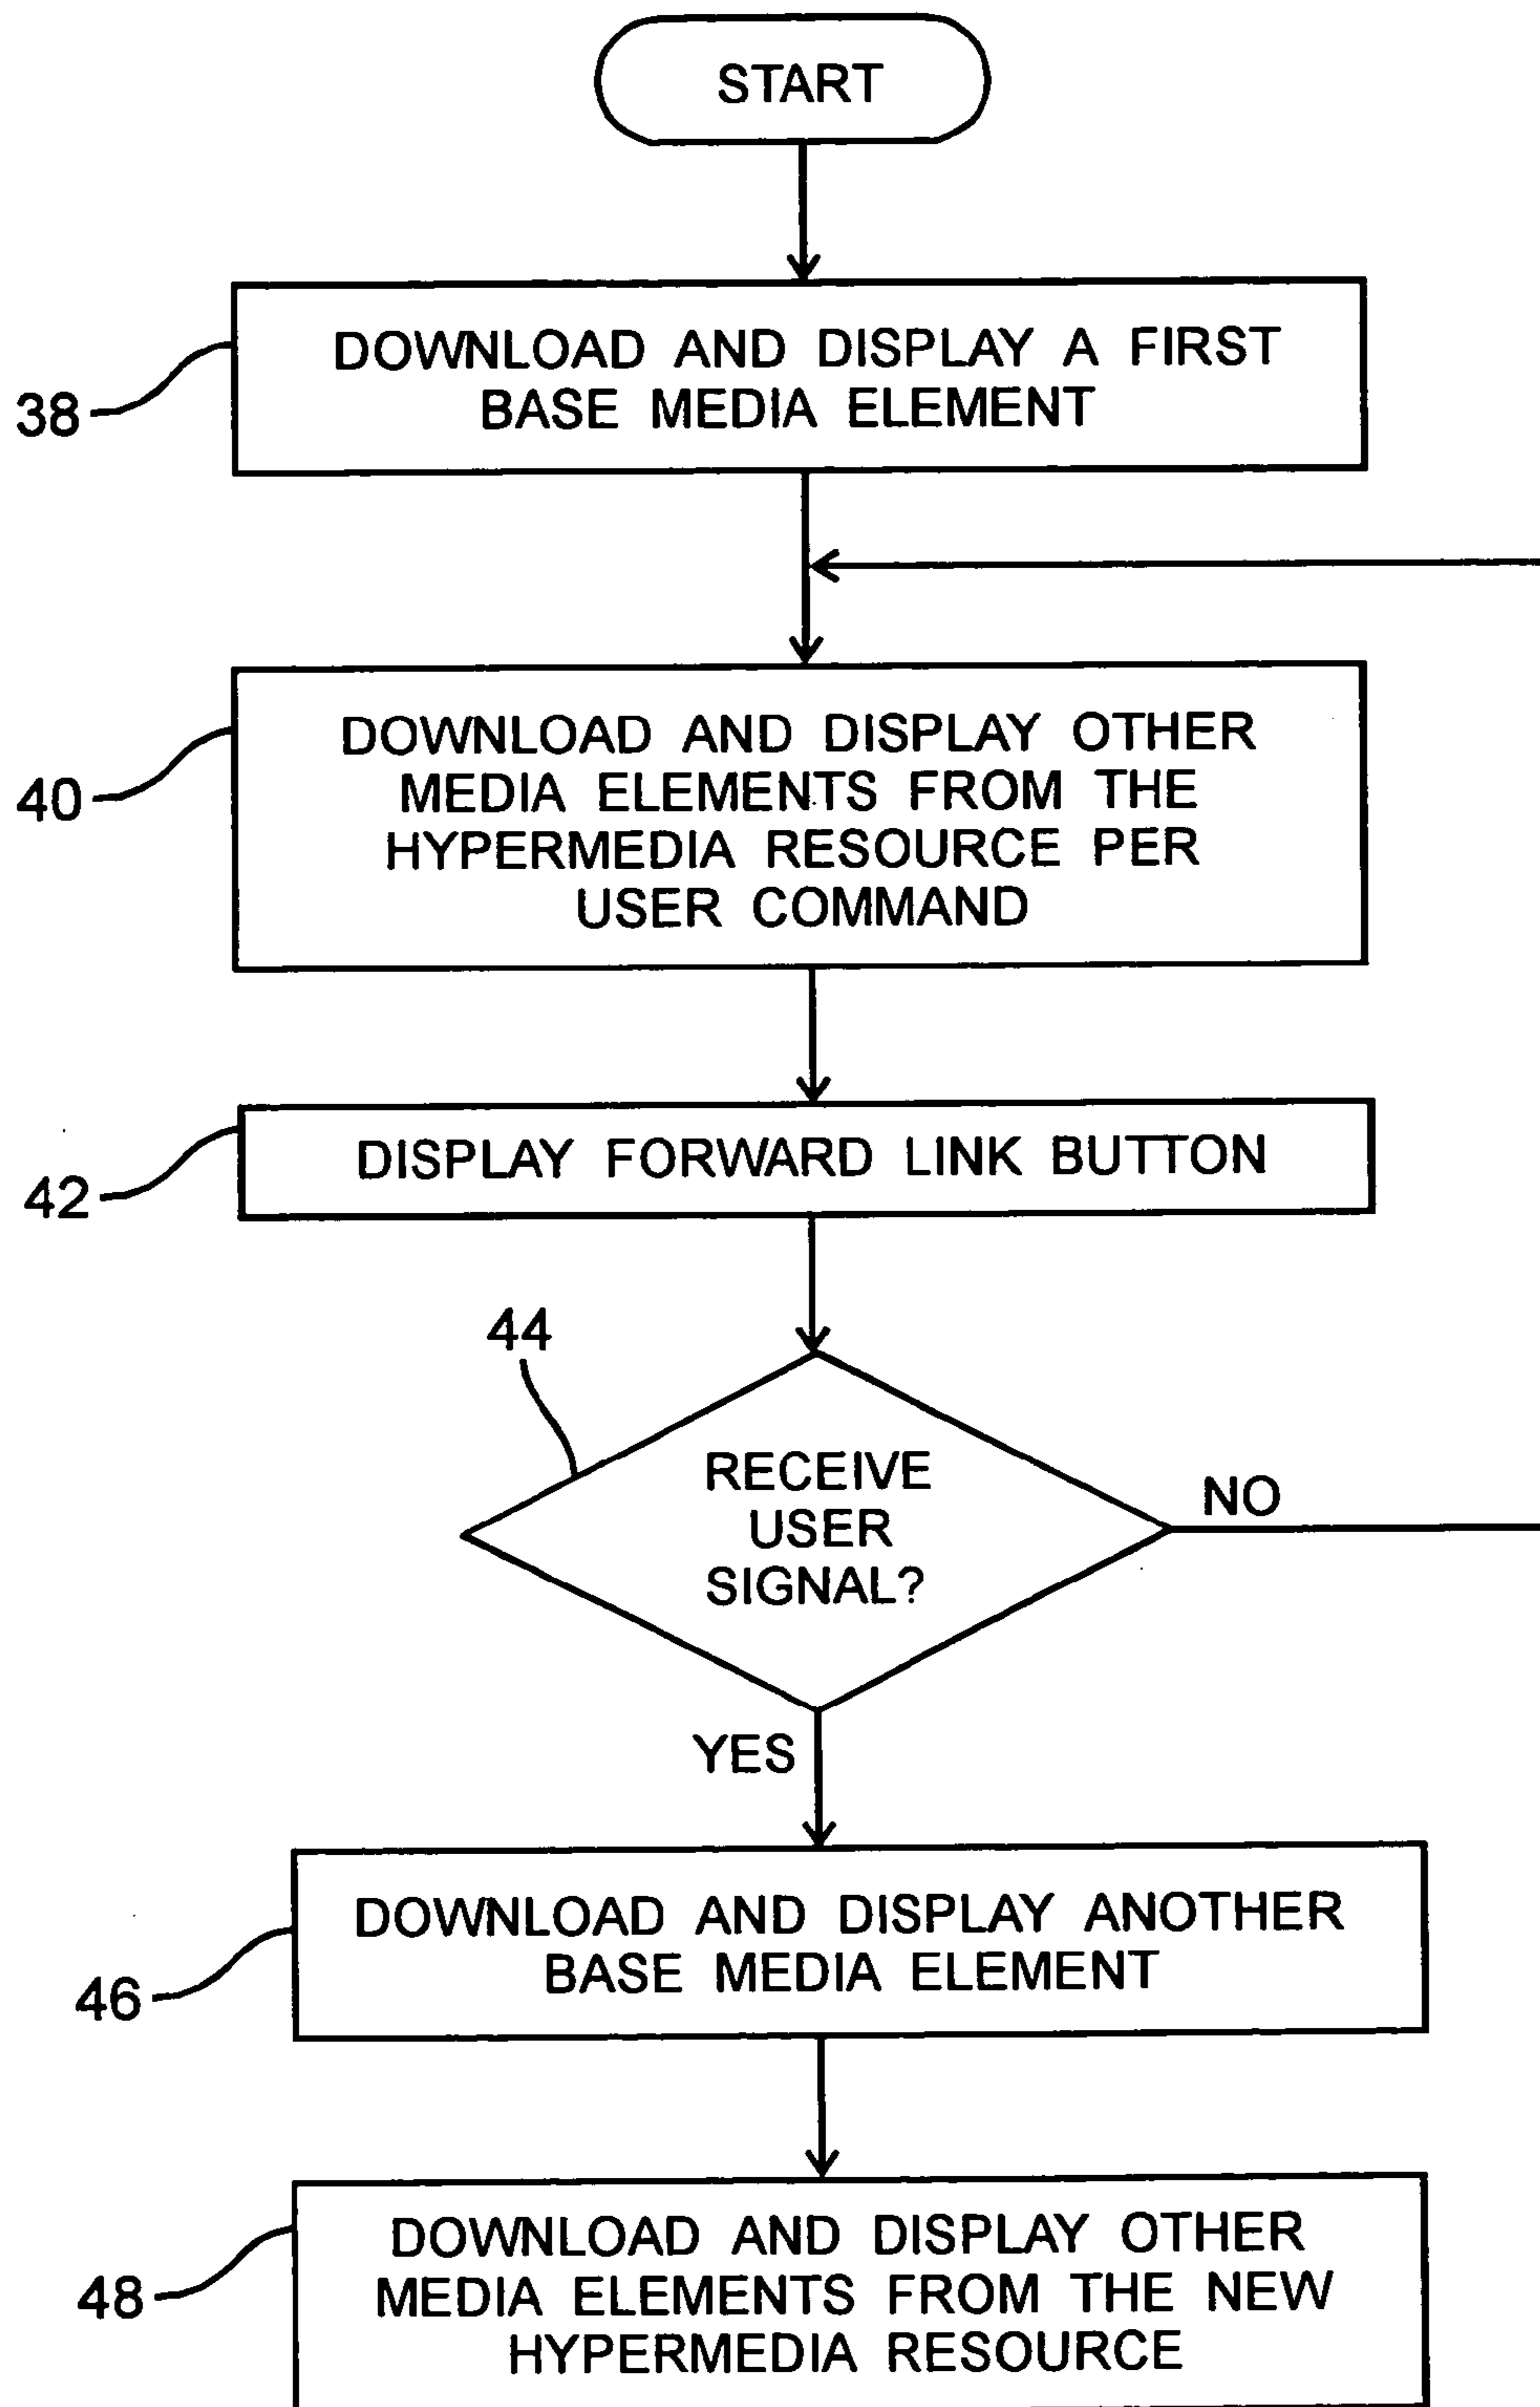 START
DOWNLOAD AND DISPLAY A FIRST
BASE MEDIA ELEMENT
38
DOWNLOAD AND DISPLAY OTHER
MEDIA ELEMENTS FROM THE
HYPERMEDIA RESOURCE PER
USER COMMAND
40
DISPLAY FORWARD LINK BUTTON
42
44
RECEIVE
USER
SIGNAL?
NO
YES
DOWNLOAD AND DISPLAY ANOTHER
BASE MEDIA ELEMENT
46
DOWNLOAD AND DISPLAY OTHER
MEDIA ELEMENTS FROM THE NEW
HYPERMEDIA RESOURCE
48